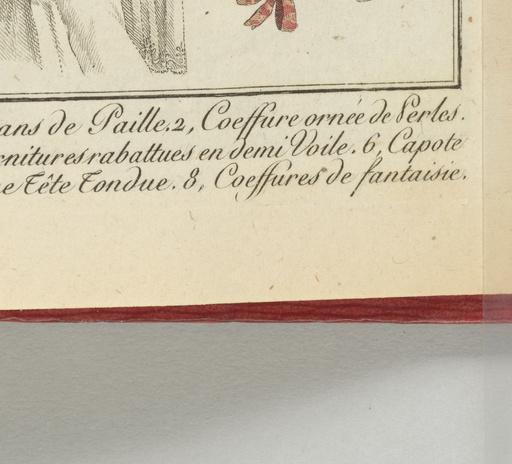 ans de Paille. 2, Coeffure ornée de Perles.
rnitures rabattues en demi Voile. 6, Capote
e Tête Tondue. 8, Coeffures de fantaisie.